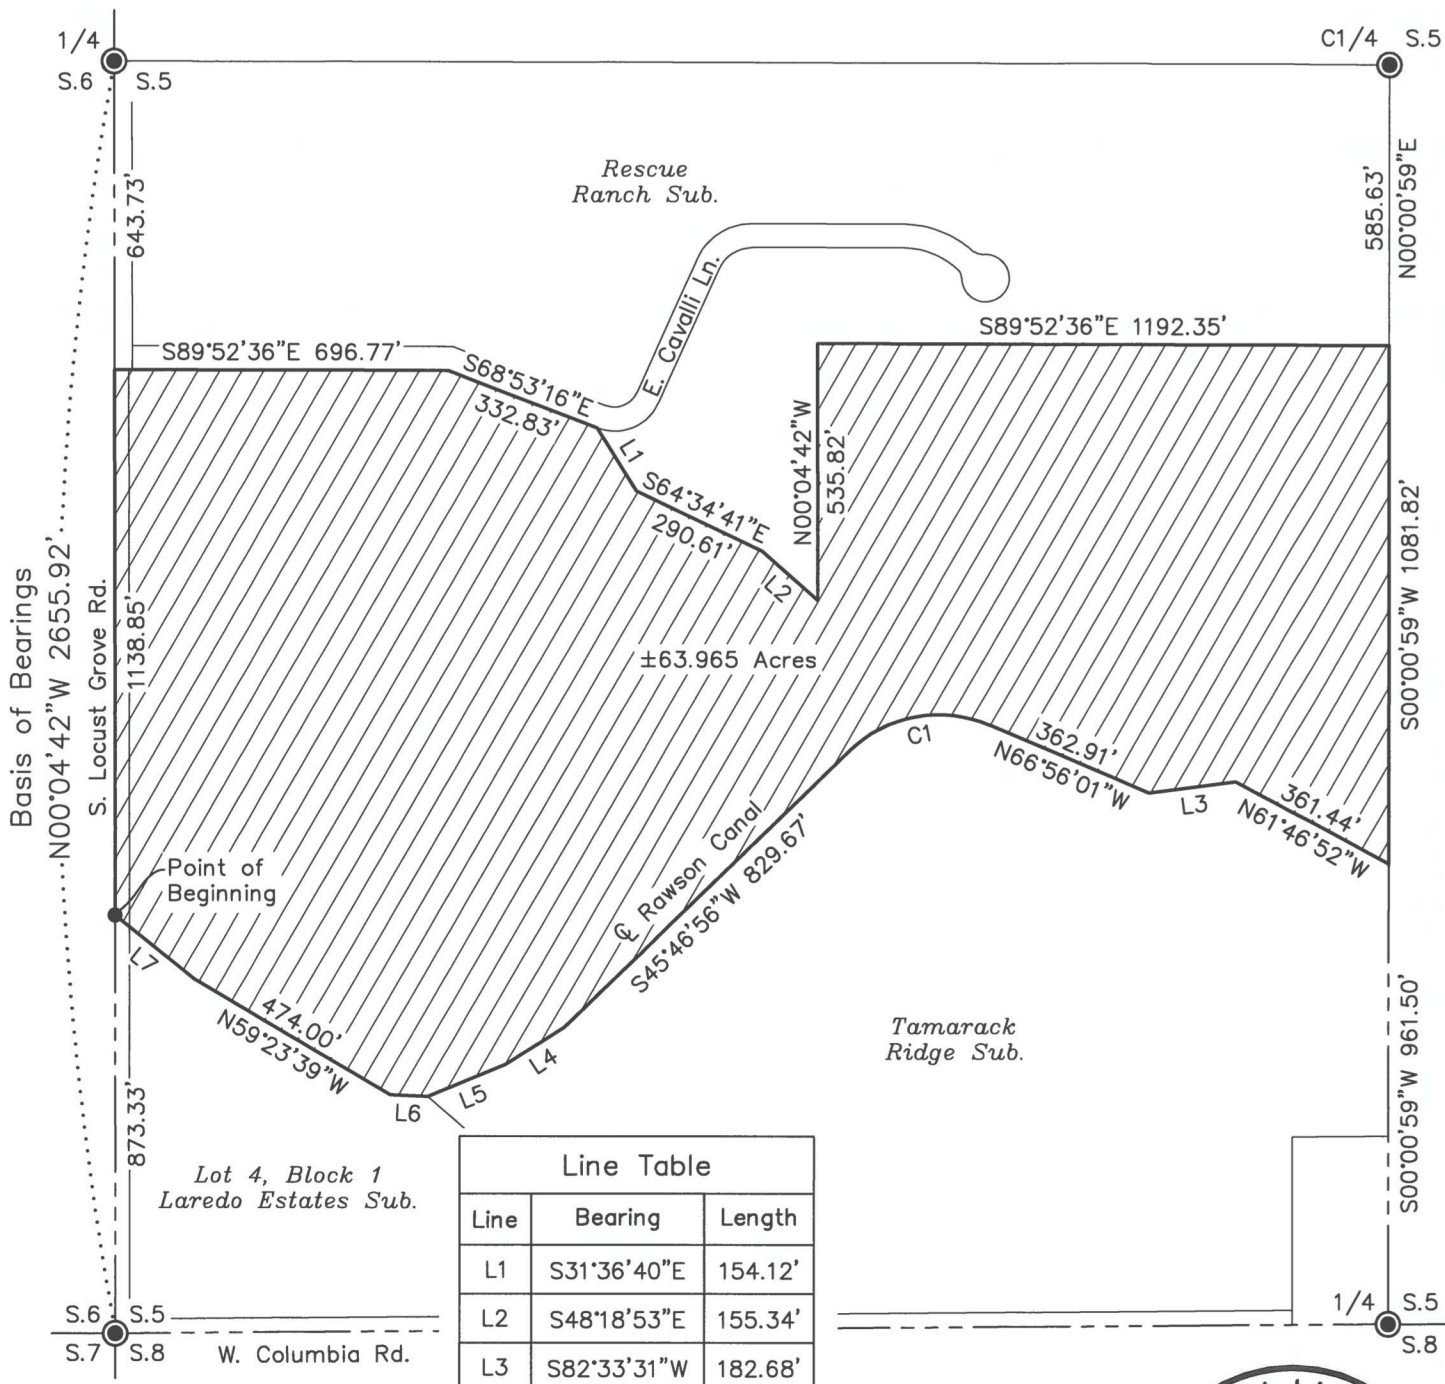 1/4
S.6 S.5
C1/4 S.5
Rescue
Ranch Sub.
643.73'
585.63'
N00°00'59"E
E. Cavalli Ln.
S89°52'36"E 696.77'
S68°53'16"E
332.83'
L1
S64°34'41"E
290.61'
L2
N00°04'42"W
535.82'
S89°52'36"E 1192.35'
S00°00'59"W 1081.82'
Basis of Bearings
N00°04'42"W 2655.92'
S. Locust Grove Rd.
1138.85'
±63.965 Acres
C1
362.91'
N66°56'01"W
L3
361.44'
N61°46'52"W
Point of
Beginning
L7
474.00'
N59°23'39"W
L6
L5
L4
℄ Rawson Canal
S45°46'56"W 829.67'
Tamarack
Ridge Sub.
S00°00'59"W 961.50'
873.33'
Lot 4, Block 1
Laredo Estates Sub.
Line Table
Line Bearing Length
L1 S31°36'40"E 154.12'
L2 S48°18'53"E 155.34'
L3 S82°33'31"W 182.68'
S.6 S.5
S.7 S.8
W. Columbia Rd.
1/4 S.5
S.8